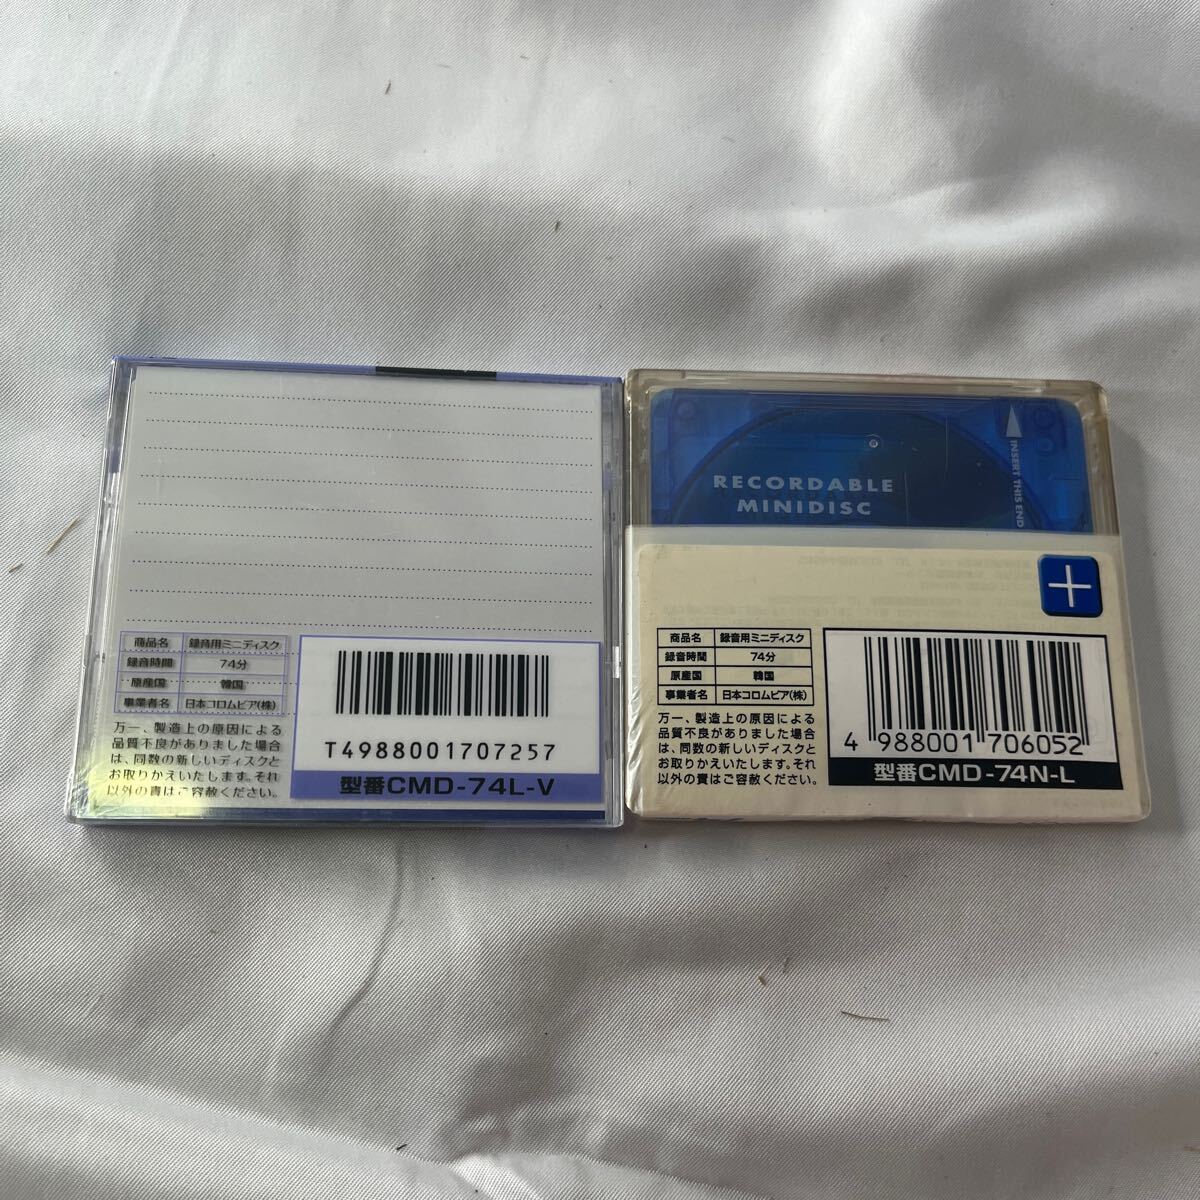 商品名 録音用ミニディスク
録音時間 74分
原産国 韓国
事業者名 日本コロムビア(株)
万一、製造上の原因による
品質不良がありました場合
は、同数の新しいディスクと
お取りかえいたします。それ
以外の責はご容赦ください。
T4988001707257
型番CMD-74L-V
RECORDABLE
MINIDISC
INSERT THIS END
商品名 録音用ミニディスク
録音時間 74分
原産国 韓国
事業者名 日本コロムビア(株)
万一、製造上の原因による
品質不良がありました場合
は、同数の新しいディスクと
お取りかえいたします。それ
以外の責はご容赦ください。
4 988001 706052
型番CMD-74N-L